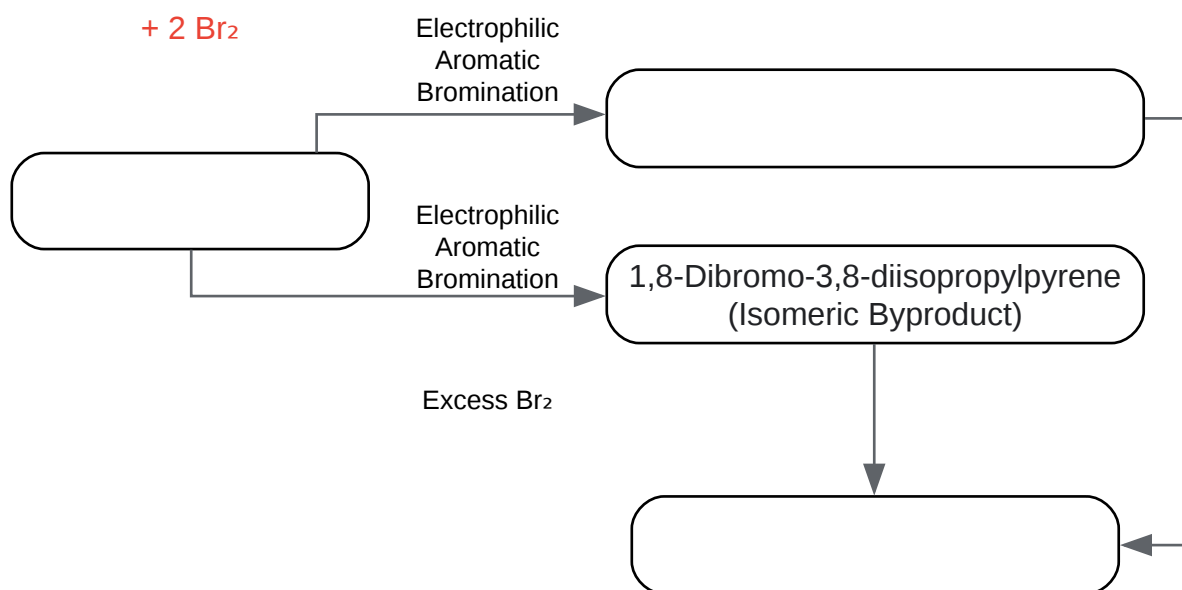 + 2 Br₂
Electrophilic
Aromatic
Bromination
Electrophilic
Aromatic
Bromination
1,8-Dibromo-3,8-diisopropylpyrene
(Isomeric Byproduct)
Excess Br₂